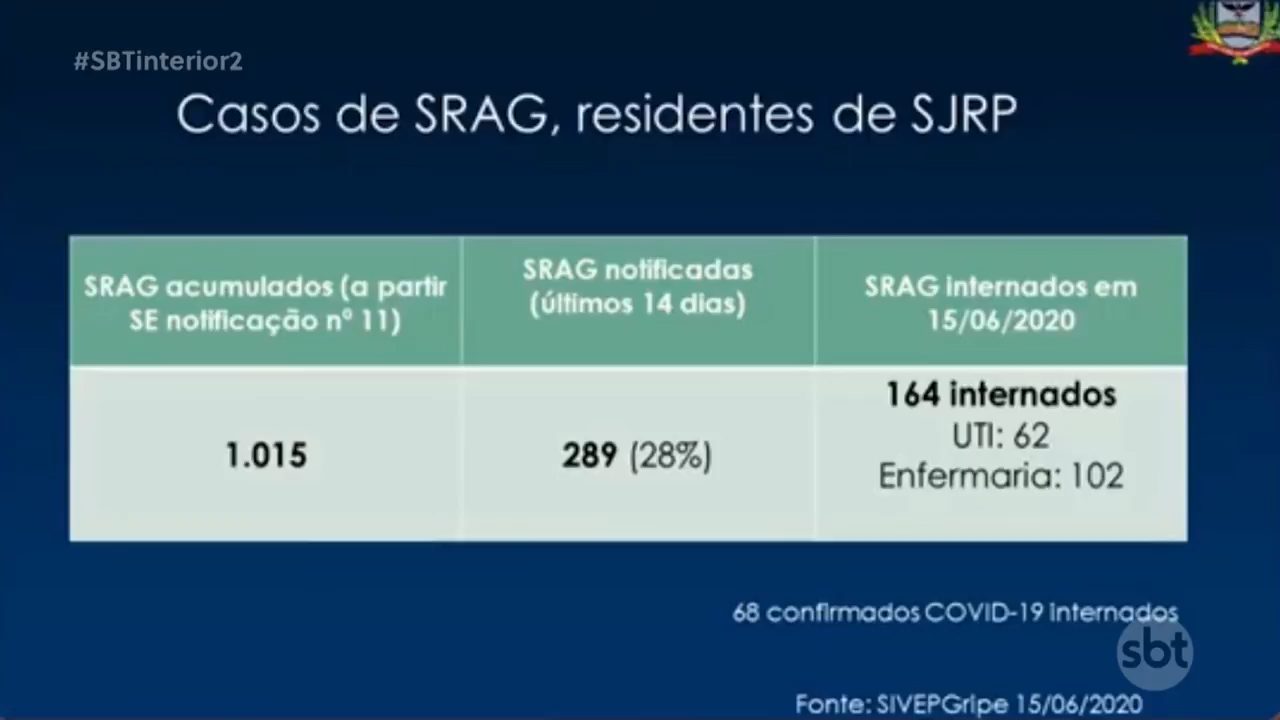 #SBTinterior2
Casos de SRAG, residentes de SJRP
SRAG acumulados (a partir
SE notificação nº 11)
SRAG notificadas
(últimos 14 dias)
SRAG internados em
15/06/2020
1.015
289 (28%)
164 internados
UTI: 62
Enfermaria: 102
68 confirmados COVID-19 internados
sbt
Fonte: SIVEPGripe 15/06/2020